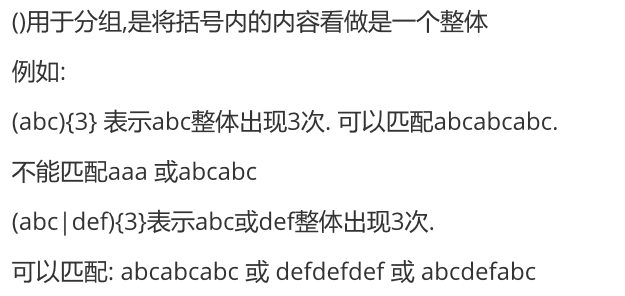 ()用于分组,是将括号内的内容看做是一个整体
例如:
(abc){3} 表示abc整体出现3次. 可以匹配abcabcabc.
不能匹配aaa 或abcabc
(abc|def){3}表示abc或def整体出现3次.
可以匹配: abcabcabc 或 defdefdef 或 abcdefabc